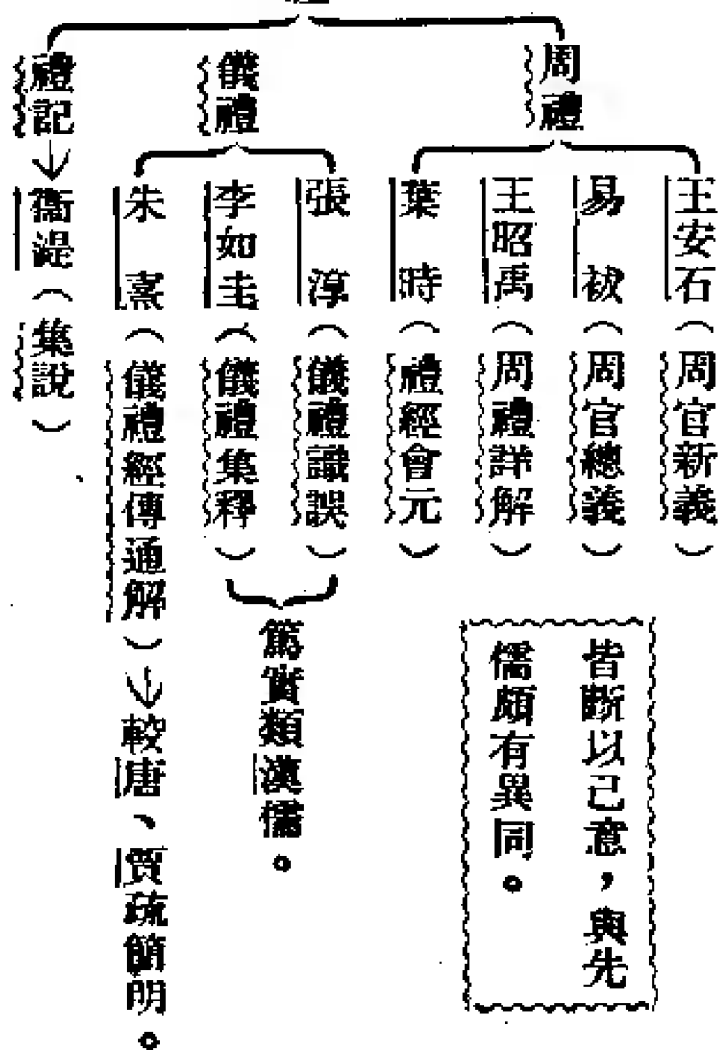 周禮
王安石（周官新義）
易祓（周官總義）
王昭禹（周禮詳解）
葉時（禮經會元）
皆斷以己意，與先
儒頗有異同。
儀禮
張淳（儀禮識誤）
李如圭（儀禮集釋）
篤實類漢儒。
朱熹（儀禮經傳通解）→較唐、賈疏簡明。
禮記→衞湜（集說）